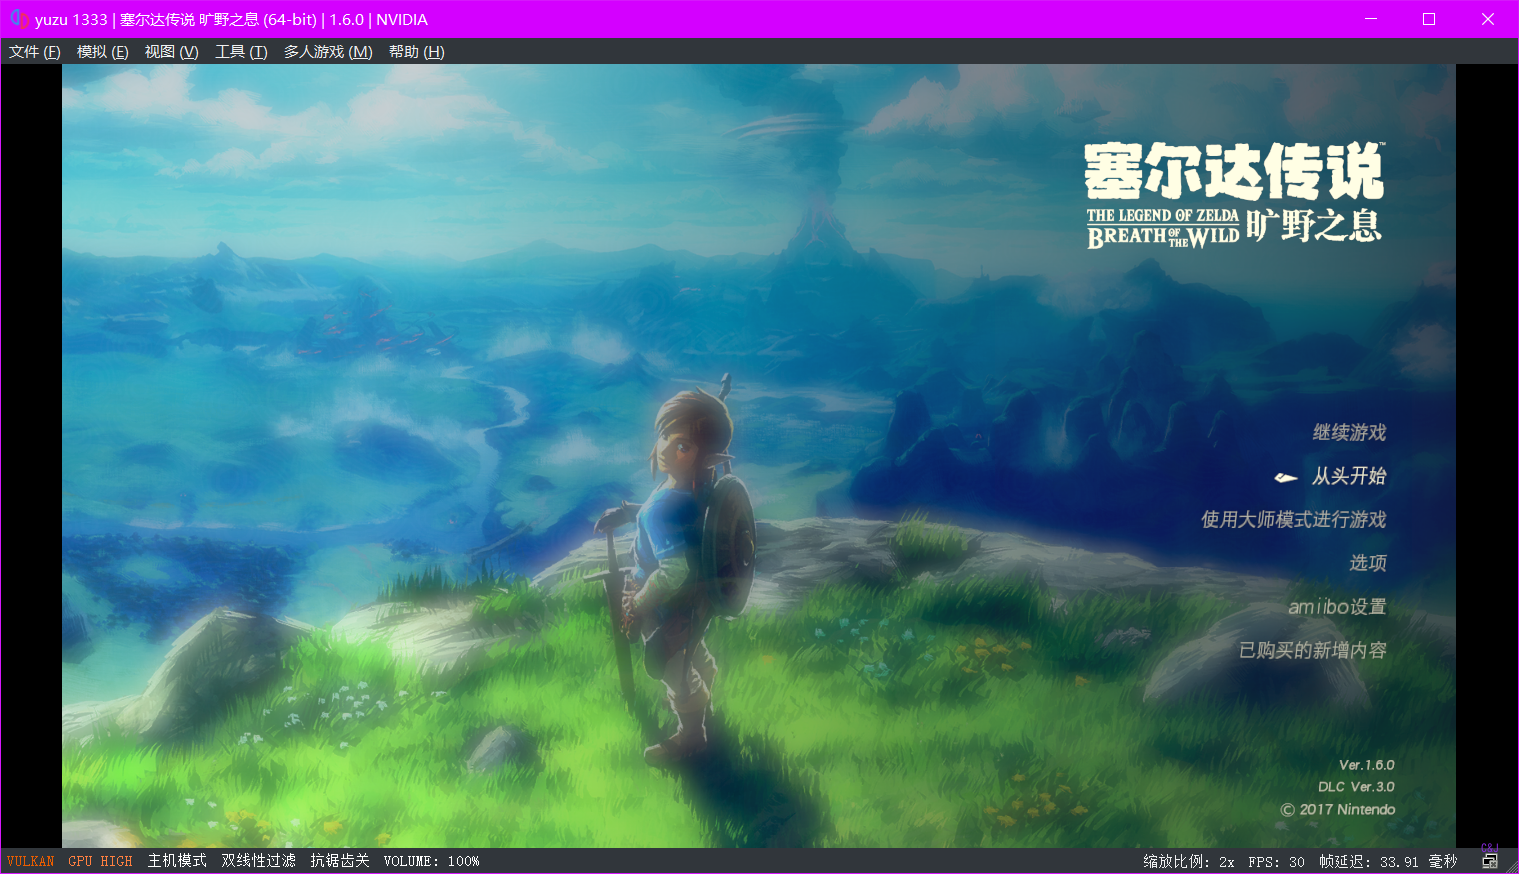 yuzu 1333 | 塞尔达传说 旷野之息 (64-bit) | 1.6.0 | NVIDIA
文件 (F) 模拟 (E) 视图 (V) 工具 (T) 多人游戏 (M) 帮助 (H)
塞尔达传说™
THE LEGEND OF ZELDA
BREATH OF THE WILD 旷野之息
继续游戏
从头开始
使用大师模式进行游戏
选项
amiibo设置
已购买的新增内容
Ver.1.6.0
DLC Ver.3.0
© 2017 Nintendo
VULKAN GPU HIGH 主机模式 双线性过滤 抗锯齿关 VOLUME: 100% 缩放比例: 2x FPS: 30 帧延迟: 33.91 毫秒